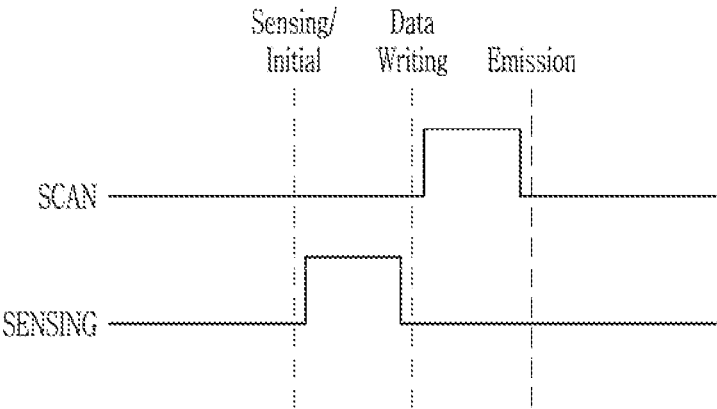 Sensing/
Initial
Data
Writing
Emission
SCAN
SENSING